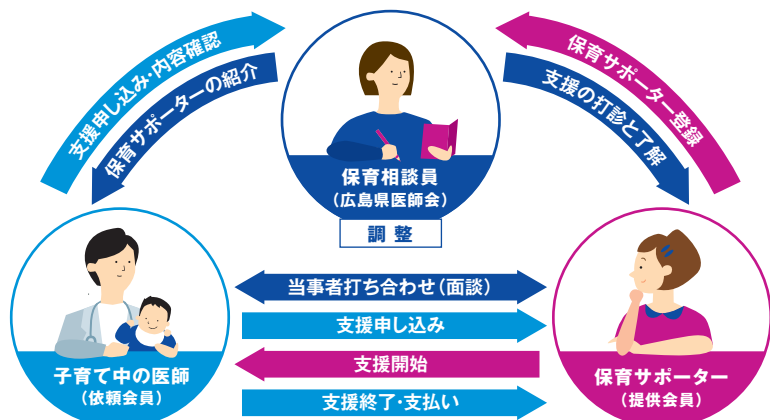 支援申し込み・内容確認
保育サポーターの紹介
保育サポーター登録
支援の打診と了解
保育相談員
(広島県医師会)
調整
当事者打ち合わせ(面談)
支援申し込み
支援開始
支援終了・支払い
子育て中の医師
(依頼会員)
保育サポーター
(提供会員)